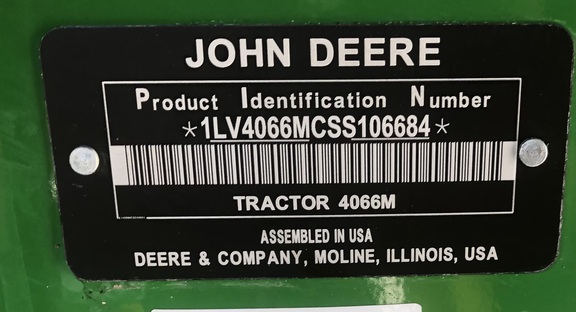 JOHN DEERE
Product Identification Number
*1LV4066MCSS106684*
TRACTOR 4066M
ASSEMBLED IN USA
DEERE & COMPANY, MOLINE, ILLINOIS, USA